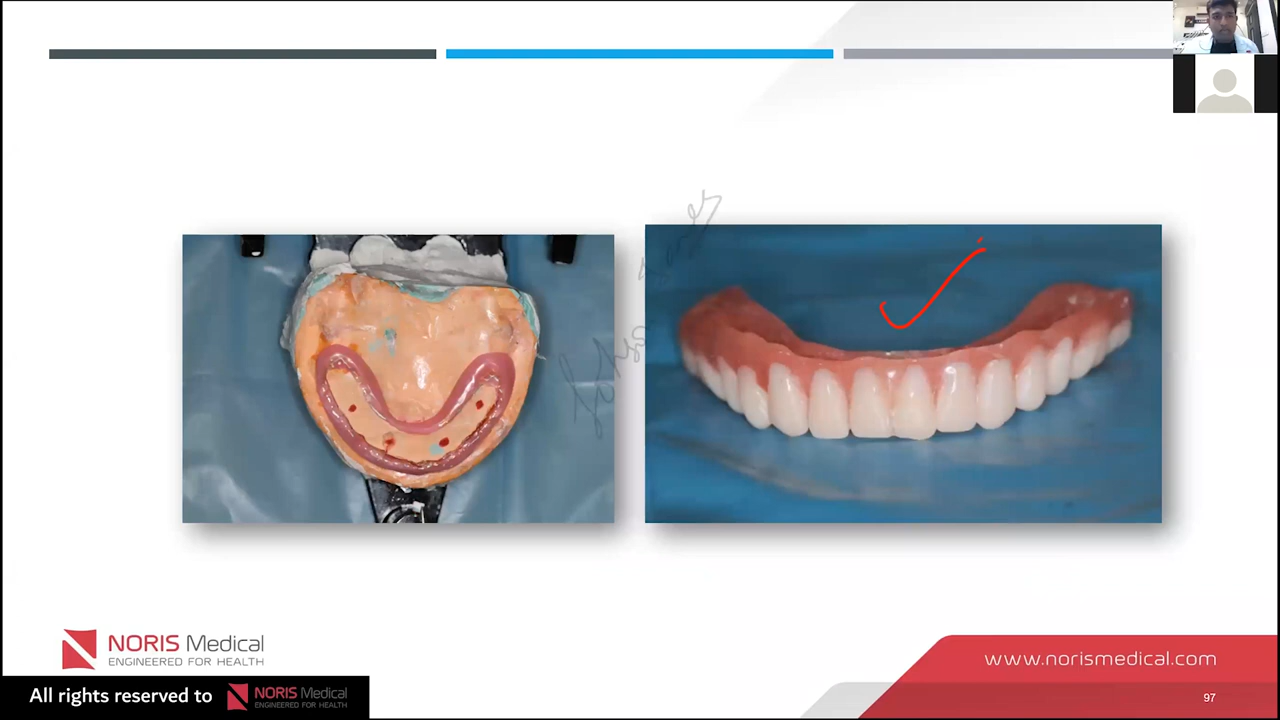 NORIS Medical
ENGINEERED FOR HEALTH
All rights reserved to NORIS Medical
ENGINEERED FOR HEALTH
www.norismedical.com
97